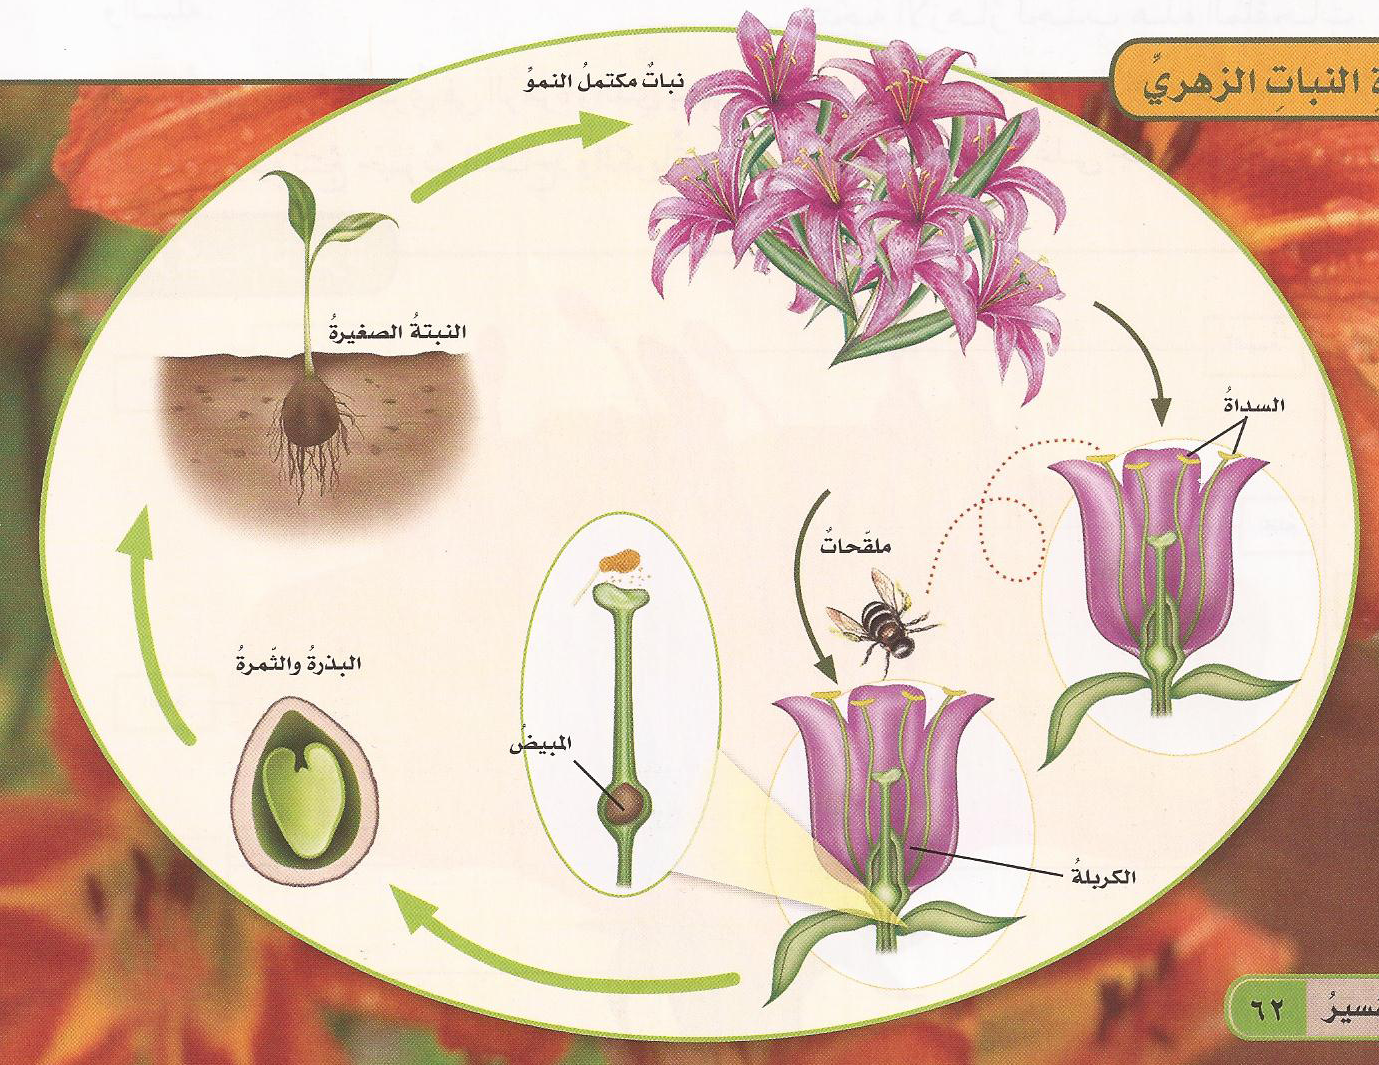 ة النباتِ الزهريِّ
نباتٌ مكتملُ النموِّ
السداةُ
ملقّحاتٌ
الكربلةُ
المبيضُ
البذرةُ والثّمرةُ
النبتةُ الصغيرةُ
٦٢